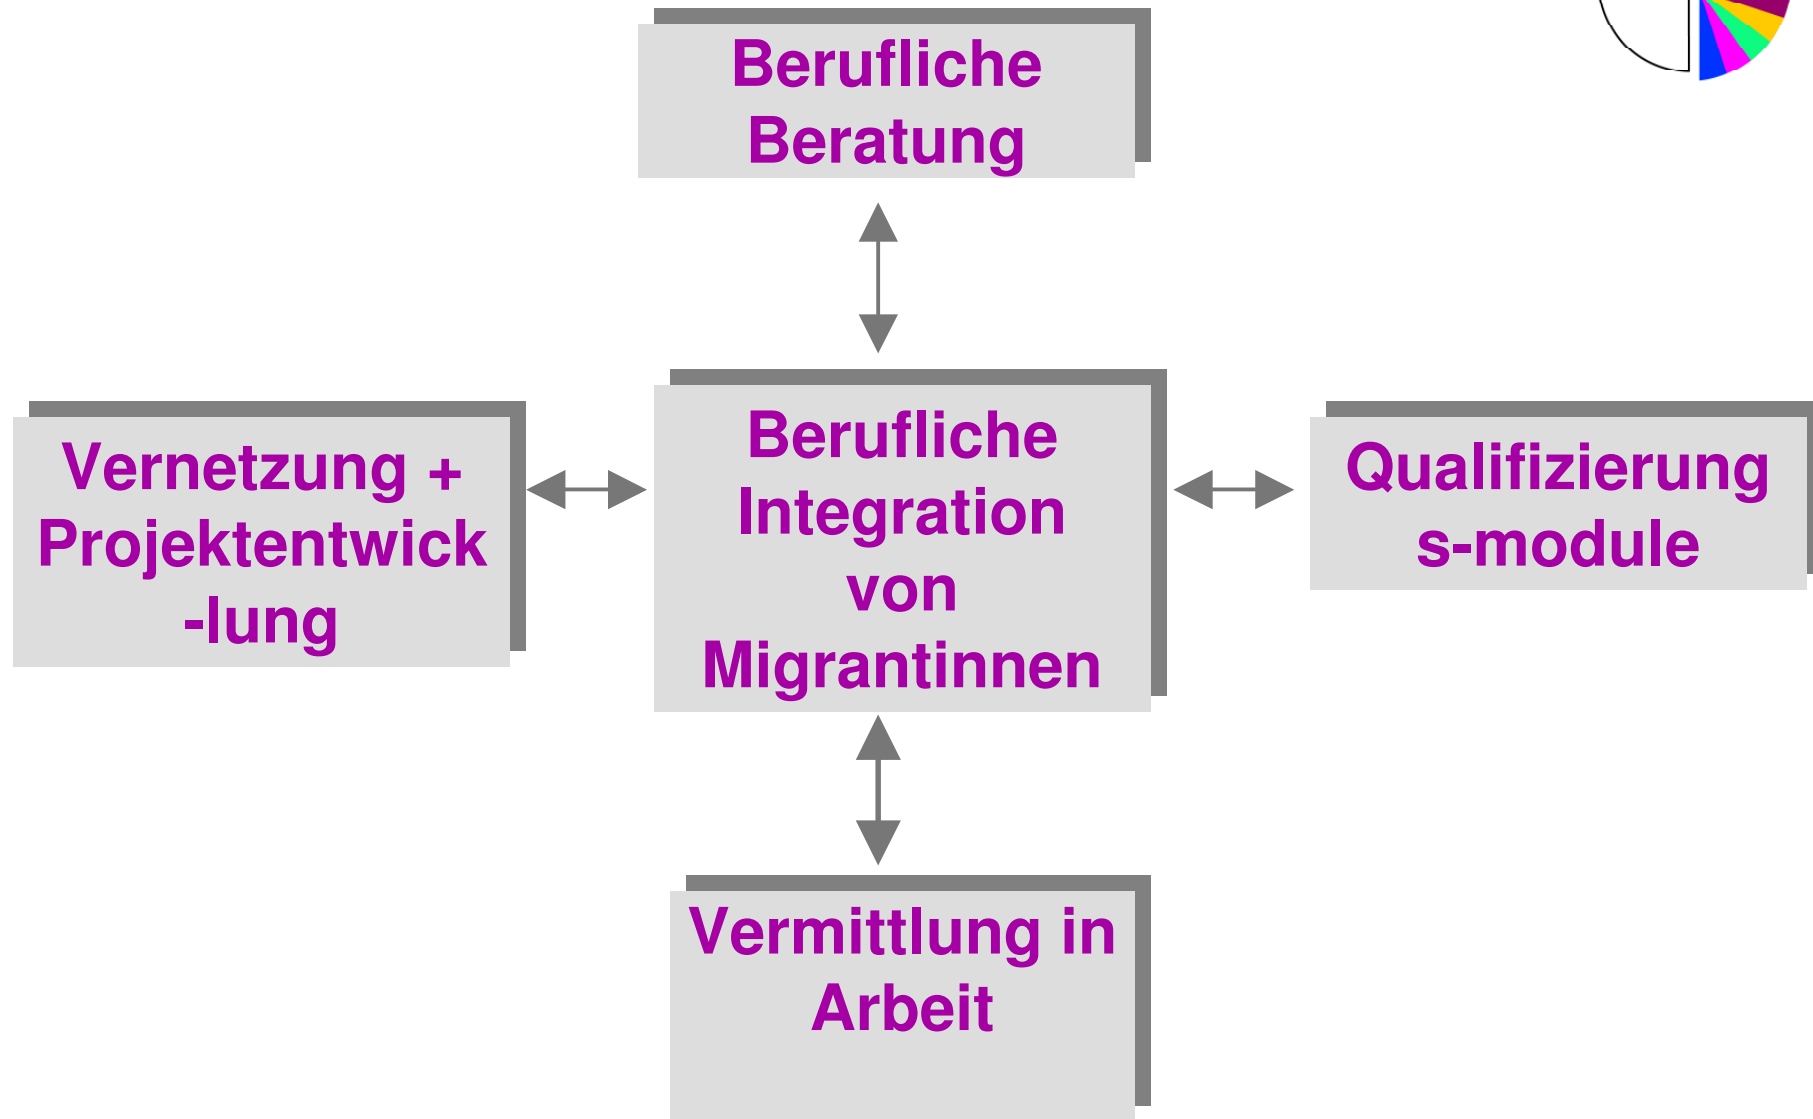 Berufliche
Beratung
Vernetzung +
Projektentwick
-lung
Berufliche
Integration
von
Migrantinnen
Qualifizierung
s-module
Vermittlung in
Arbeit